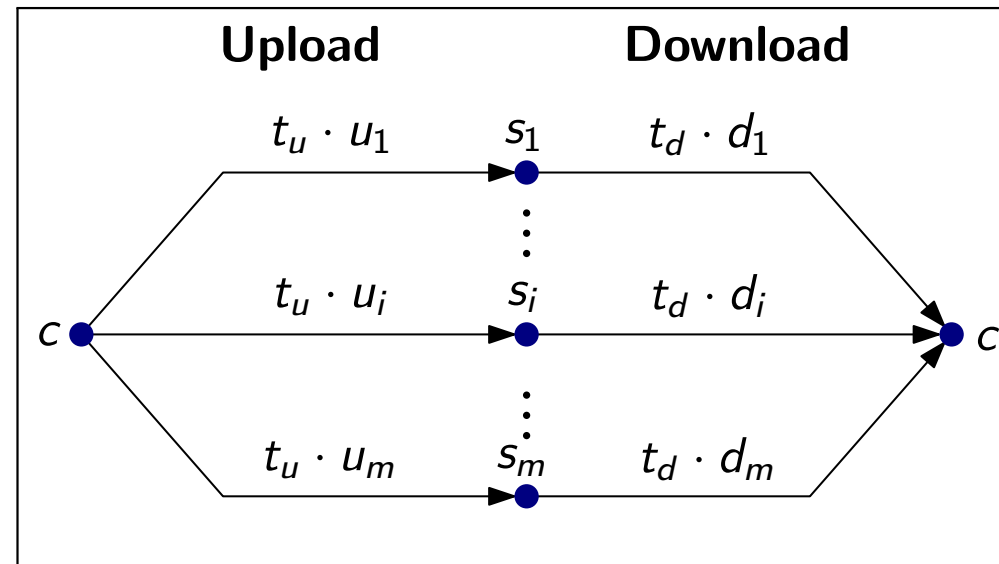 Upload Download
t_u · u_1 s_1 t_d · d_1
⋮
c t_u · u_i s_i t_d · d_i c
⋮
t_u · u_m s_m t_d · d_m